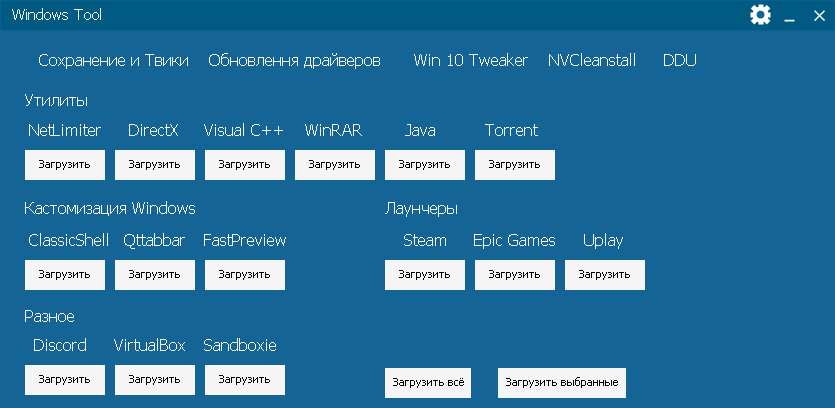 Windows Tool
Сохранение и Твики Обновлення драйверов Win 10 Tweaker NVCleanstall DDU
Утилиты
NetLimiter DirectX Visual C++ WinRAR Java Torrent
Загрузить Загрузить Загрузить Загрузить Загрузить Загрузить
Кастомизация Windows Лаунчеры
ClassicShell Qttabbar FastPreview Steam Epic Games Uplay
Загрузить Загрузить Загрузить Загрузить Загрузить Загрузить
Разное
Discord VirtualBox Sandboxie
Загрузить Загрузить Загрузить Загрузить всё Загрузить выбранные